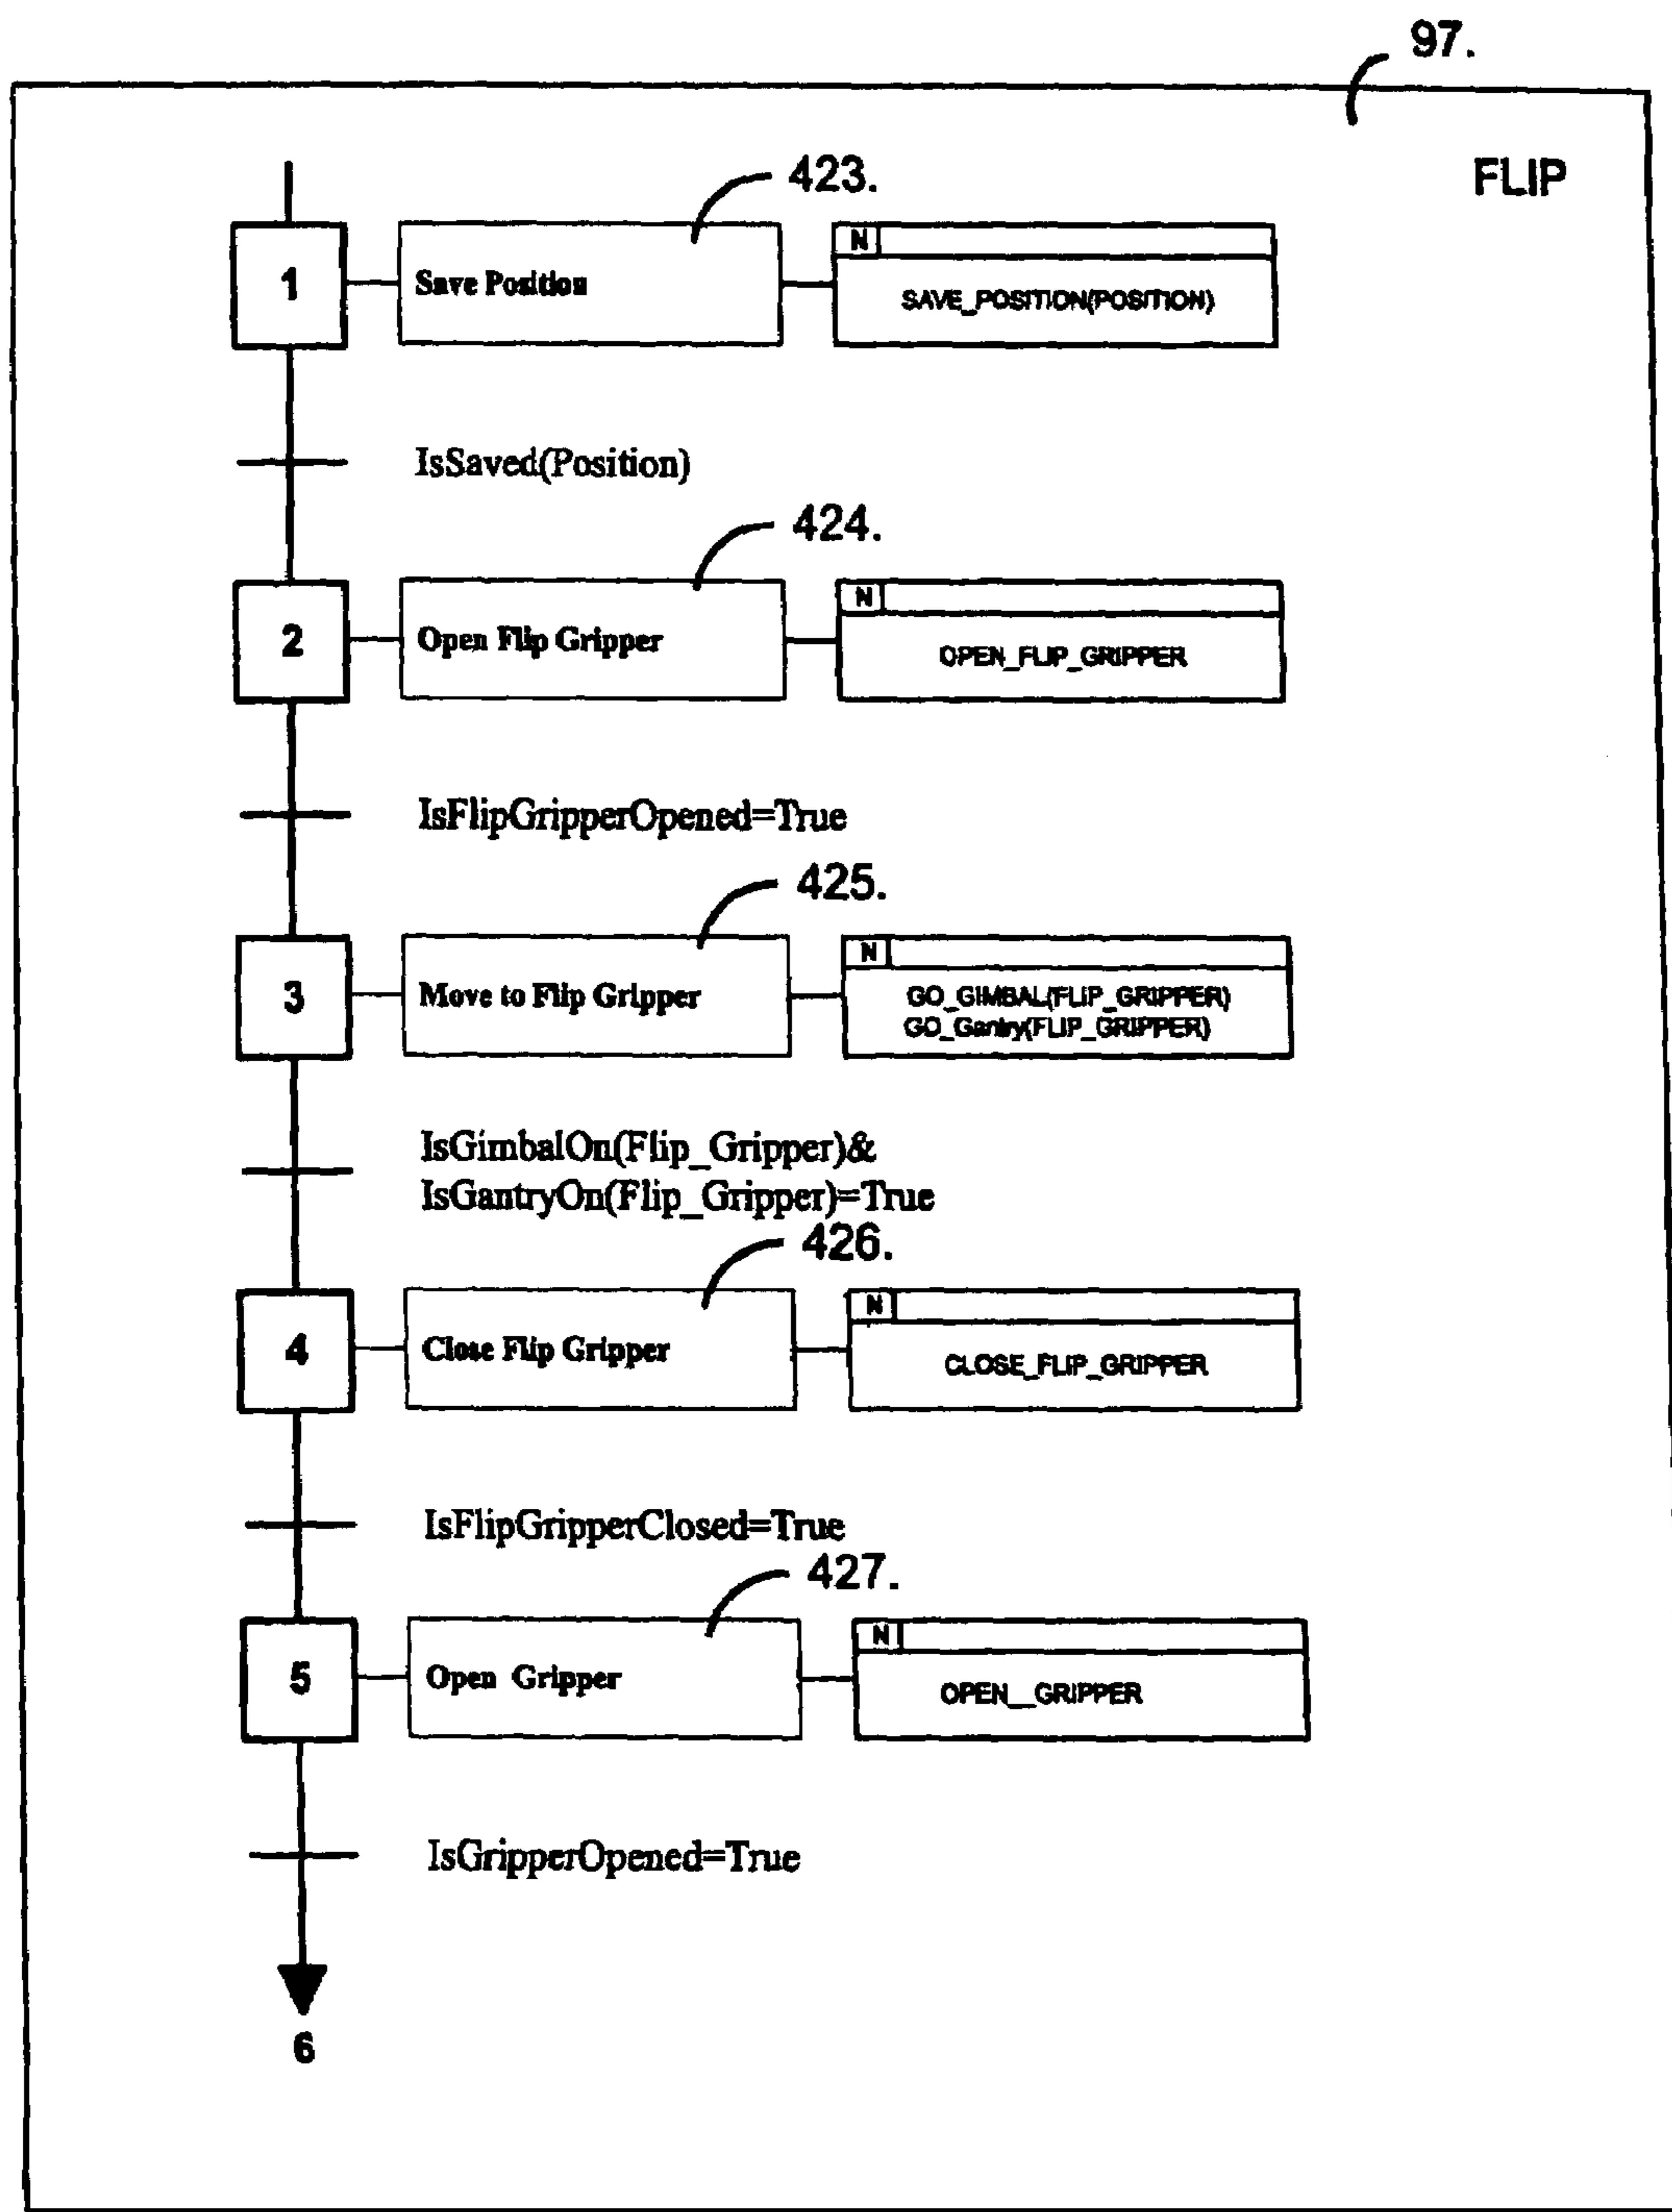 97.
FLIP
423.
1
Save Position
N
SAVE_POSITION(POSITION)
IsSaved(Position)
424.
2
Open Flip Gripper
N
OPEN_FLIP_GRIPPER
IsFlipGripperOpened=True
425.
3
Move to Flip Gripper
N
GO_GIMBAL(FLIP_GRIPPER)
GO_Gantry(FLIP_GRIPPER)
IsGimbalOn(Flip_Gripper)&
IsGantryOn(Flip_Gripper)=True
426.
4
Close Flip Gripper
N
CLOSE_FLIP_GRIPPER
IsFlipGripperClosed=True
427.
5
Open Gripper
N
OPEN__GRIPPER
IsGripperOpened=True
6